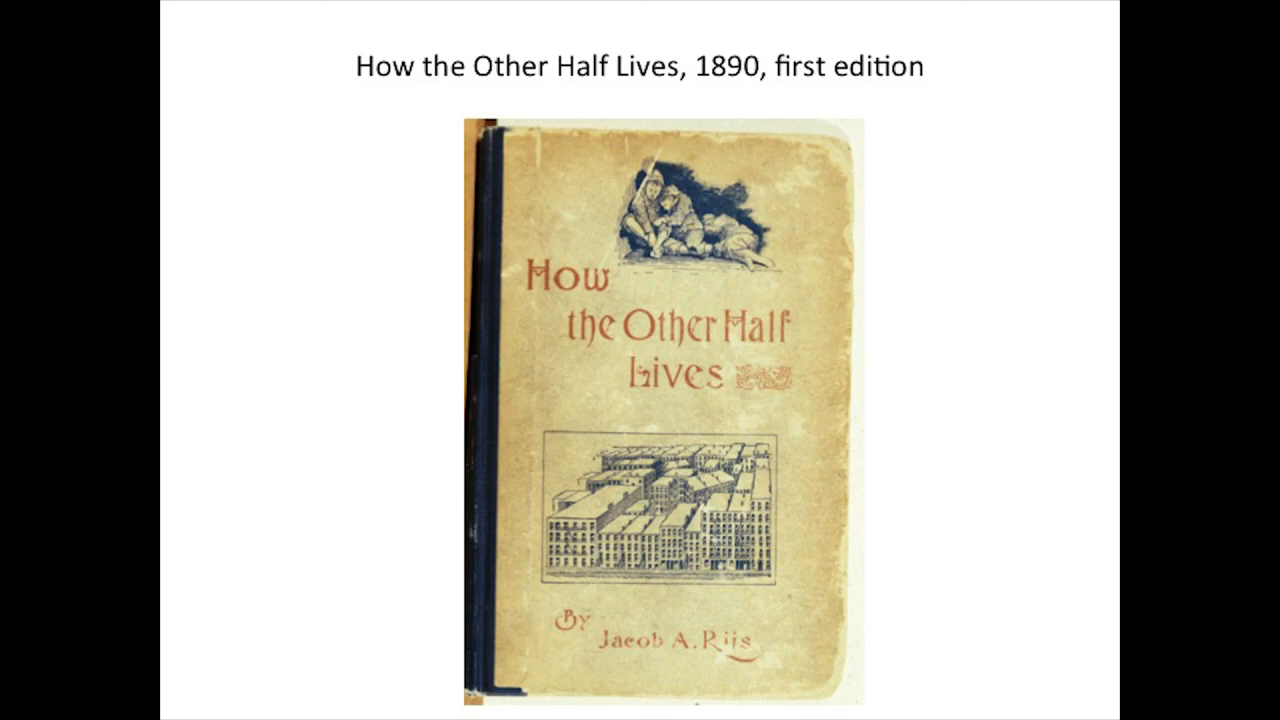 How the Other Half Lives, 1890, first edition
How
the Other Half
Lives
By
Jacob A. Riis